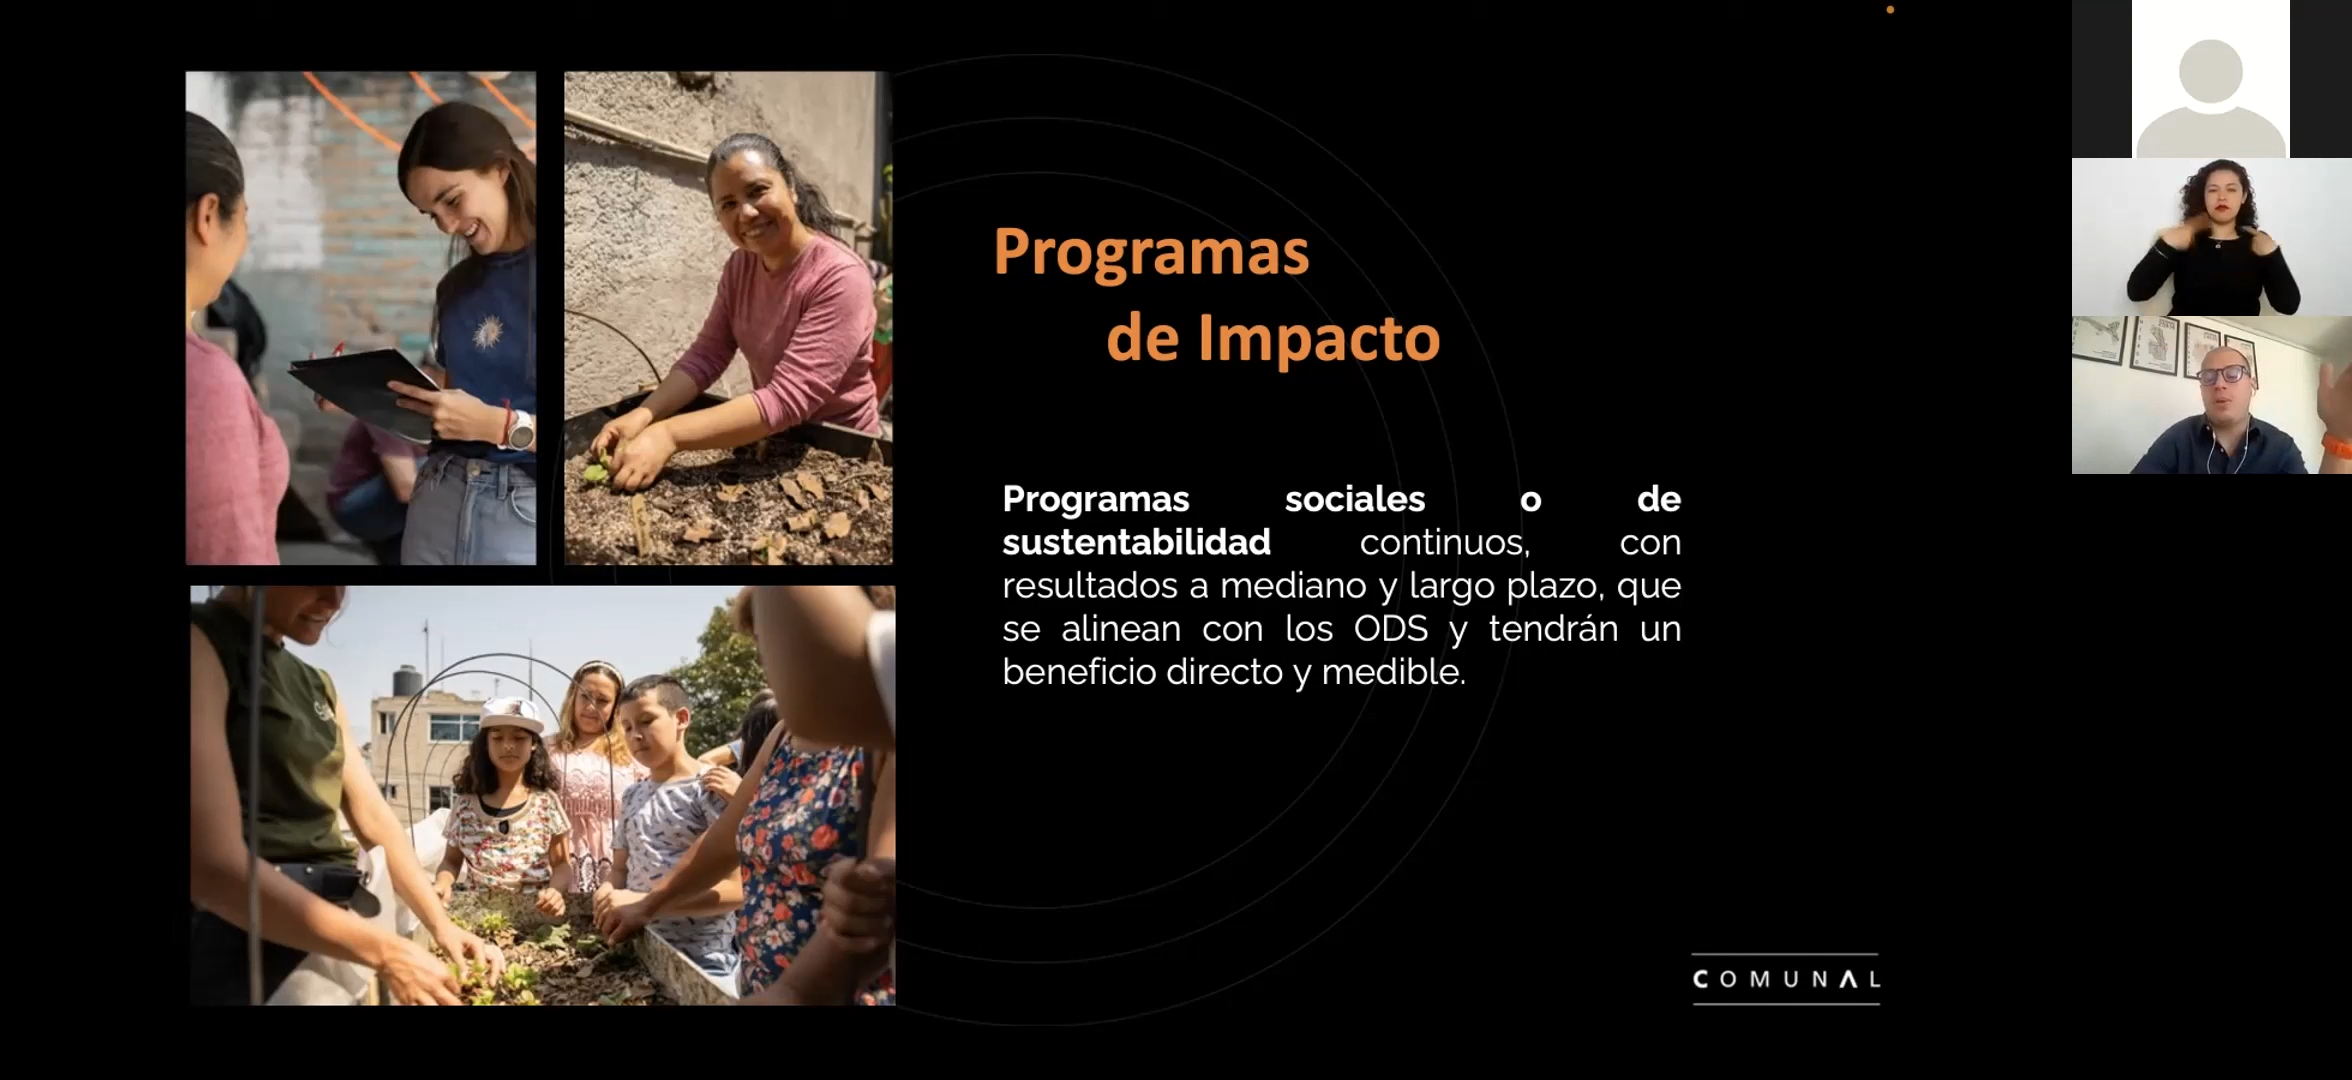 Programas
de Impacto
Programas sociales o de
sustentabilidad continuos, con
resultados a mediano y largo plazo, que
se alinean con los ODS y tendrán un
beneficio directo y medible.
COMUNAL